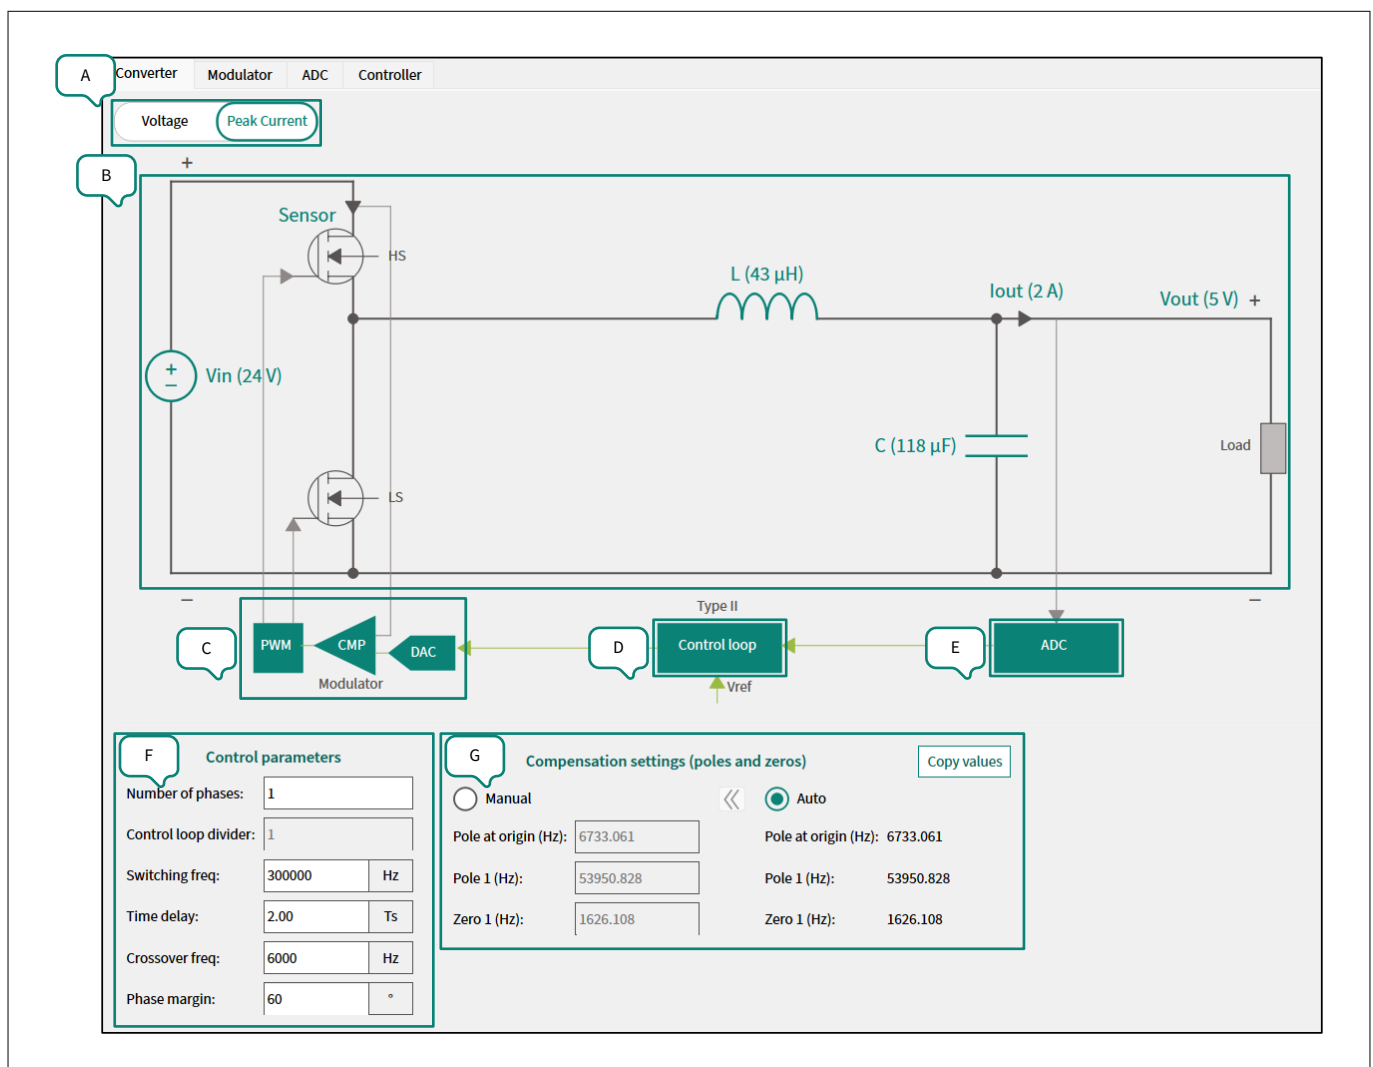 A
Converter Modulator ADC Controller
Voltage Peak Current
B
+
Sensor
HS
L (43 µH)
Iout (2 A)
Vout (5 V) +
+
−
Vin (24 V)
C (118 µF)
Load
LS
−
−
Type II
C
PWM CMP DAC
Modulator
D
Control loop
Vref
E
ADC
F
Control parameters
Number of phases: 1
Control loop divider: 1
Switching freq: 300000 Hz
Time delay: 2.00 Ts
Crossover freq: 6000 Hz
Phase margin: 60 °
G
Compensation settings (poles and zeros) Copy values
Manual Auto
Pole at origin (Hz): 6733.061 Pole at origin (Hz): 6733.061
Pole 1 (Hz): 53950.828 Pole 1 (Hz): 53950.828
Zero 1 (Hz): 1626.108 Zero 1 (Hz): 1626.108